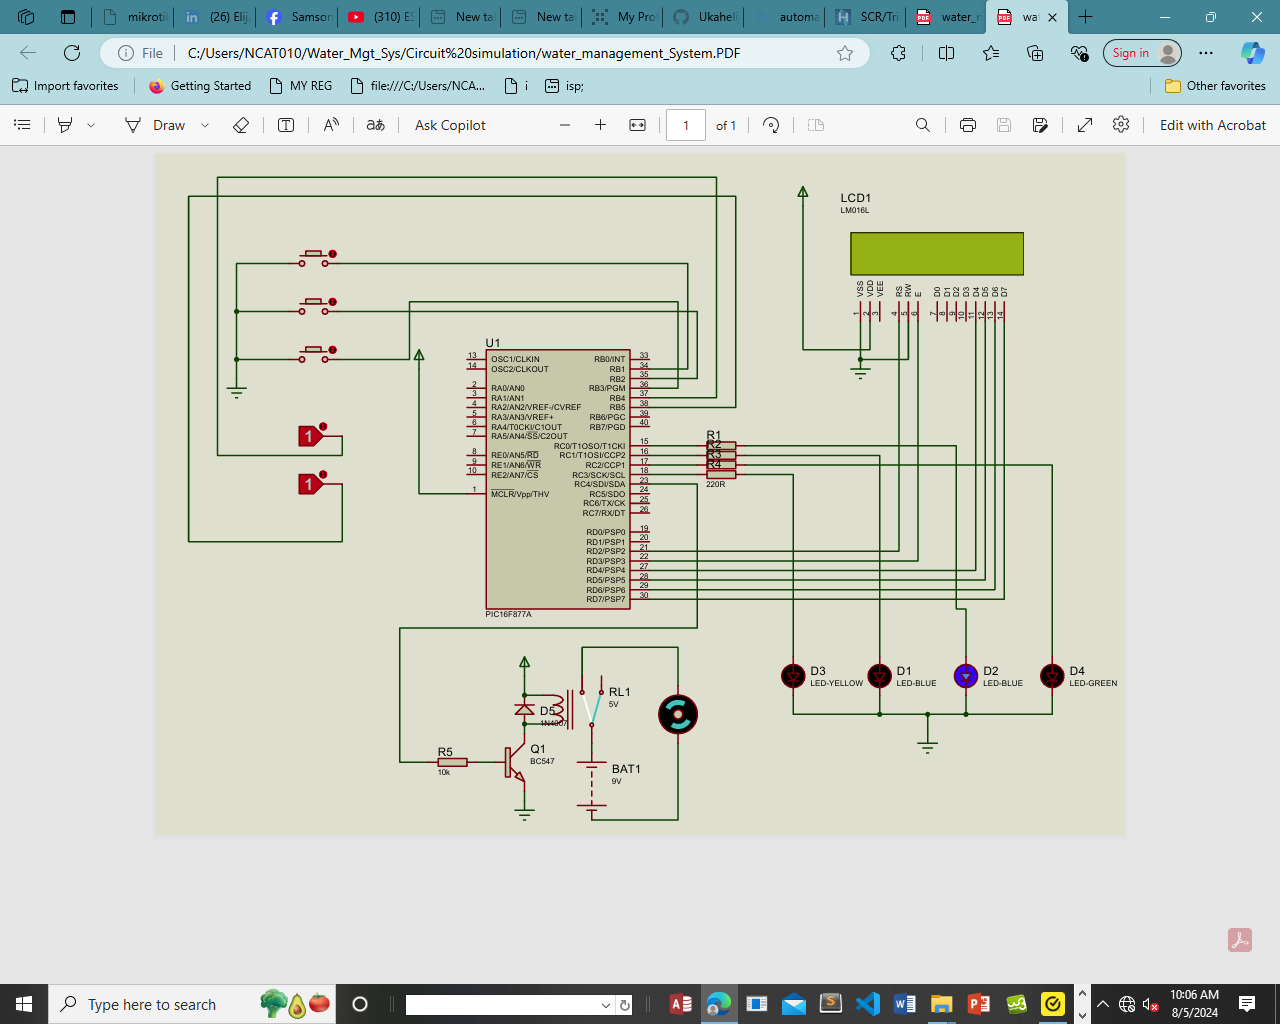 mikroti
(26) Elij
Samson
(310) ES
New ta
New ta
My Pro
Ukaheli
automa
SCR/Tri
water_m
wat
File
C:/Users/NCAT010/Water_Mgt_Sys/Circuit%20simulation/water_management_System.PDF
Sign in
Import favorites
Getting Started
MY REG
file:///C:/Users/NCA...
i
isp;
Other favorites
Draw
Ask Copilot
1
of 1
Edit with Acrobat
LCD1
LM016L
VSS
VDD
VEE
RS
RW
E
D0
D1
D2
D3
D4
D5
D6
D7
1
2
3
4
5
6
7
8
9
10
11
12
13
14
U1
13 OSC1/CLKIN RB0/INT 33
14 OSC2/CLKOUT RB1 34
RB2 35
2 RA0/AN0 RB3/PGM 36
3 RA1/AN1 RB4 37
4 RA2/AN2/VREF-/CVREF RB5 38
5 RA3/AN3/VREF+ RB6/PGC 39
6 RA4/T0CKI/C1OUT RB7/PGD 40
7 RA5/AN4/SS/C2OUT
RC0/T1OSO/T1CKI 15
8 RE0/AN5/RD RC1/T1OSI/CCP2 16
9 RE1/AN6/WR RC2/CCP1 17
10 RE2/AN7/CS RC3/SCK/SCL 18
RC4/SDI/SDA 23
1 MCLR/Vpp/THV RC5/SDO 24
RC6/TX/CK 25
RC7/RX/DT 26
RD0/PSP0 19
RD1/PSP1 20
RD2/PSP2 21
RD3/PSP3 22
RD4/PSP4 27
RD5/PSP5 28
RD6/PSP6 29
RD7/PSP7 30
PIC16F877A
1
1
R1
R2
R3
R4
220R
D3
LED-YELLOW
D1
LED-BLUE
D2
LED-BLUE
D4
LED-GREEN
RL1
5V
D5
1N4007
Q1
BC547
R5
10k
BAT1
9V
Type here to search
10:06 AM
8/5/2024